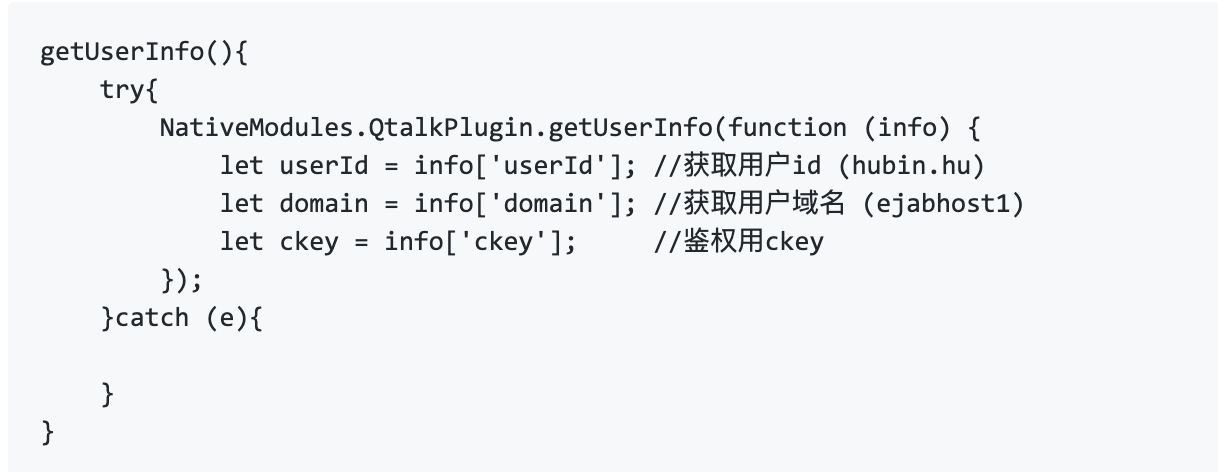 getUserInfo(){
    try{
        NativeModules.QtalkPlugin.getUserInfo(function (info) {
            let userId = info['userId']; //获取用户id (hubin.hu)
            let domain = info['domain']; //获取用户域名 (ejabhost1)
            let ckey = info['ckey'];     //鉴权用ckey
        });
    }catch (e){
    }
}